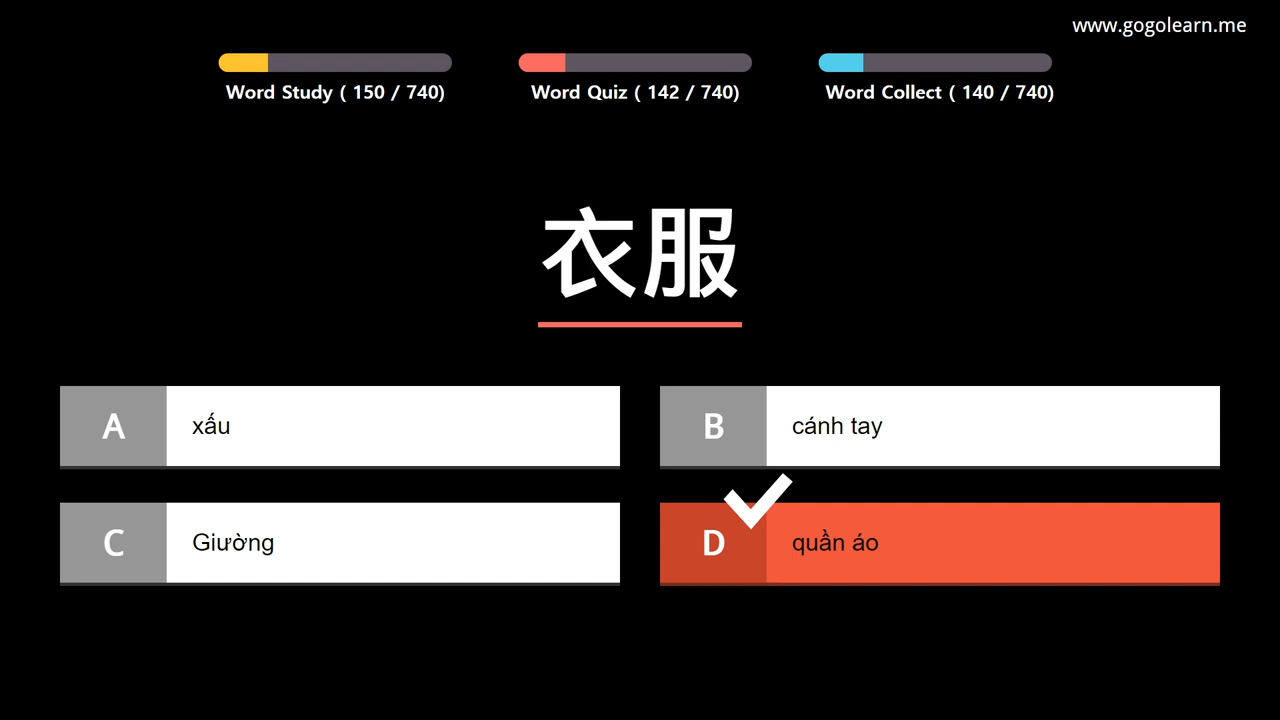 www.gogolearn.me
Word Study ( 150 / 740)
Word Quiz ( 142 / 740)
Word Collect ( 140 / 740)
衣服
A xấu
B cánh tay
C Giường
D quần áo